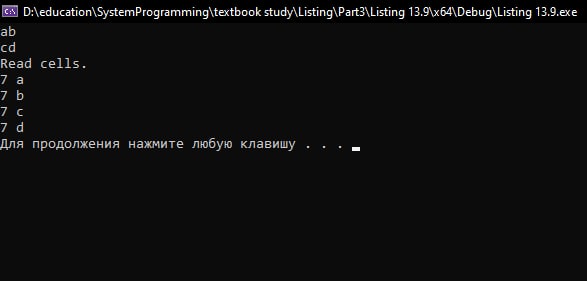 D:\education\SystemProgramming\textbook study\Listing\Part3\Listing 13.9\x64\Debug\Listing 13.9.exe
ab
cd
Read cells.
7 a
7 b
7 c
7 d
Для продолжения нажмите любую клавишу . . .